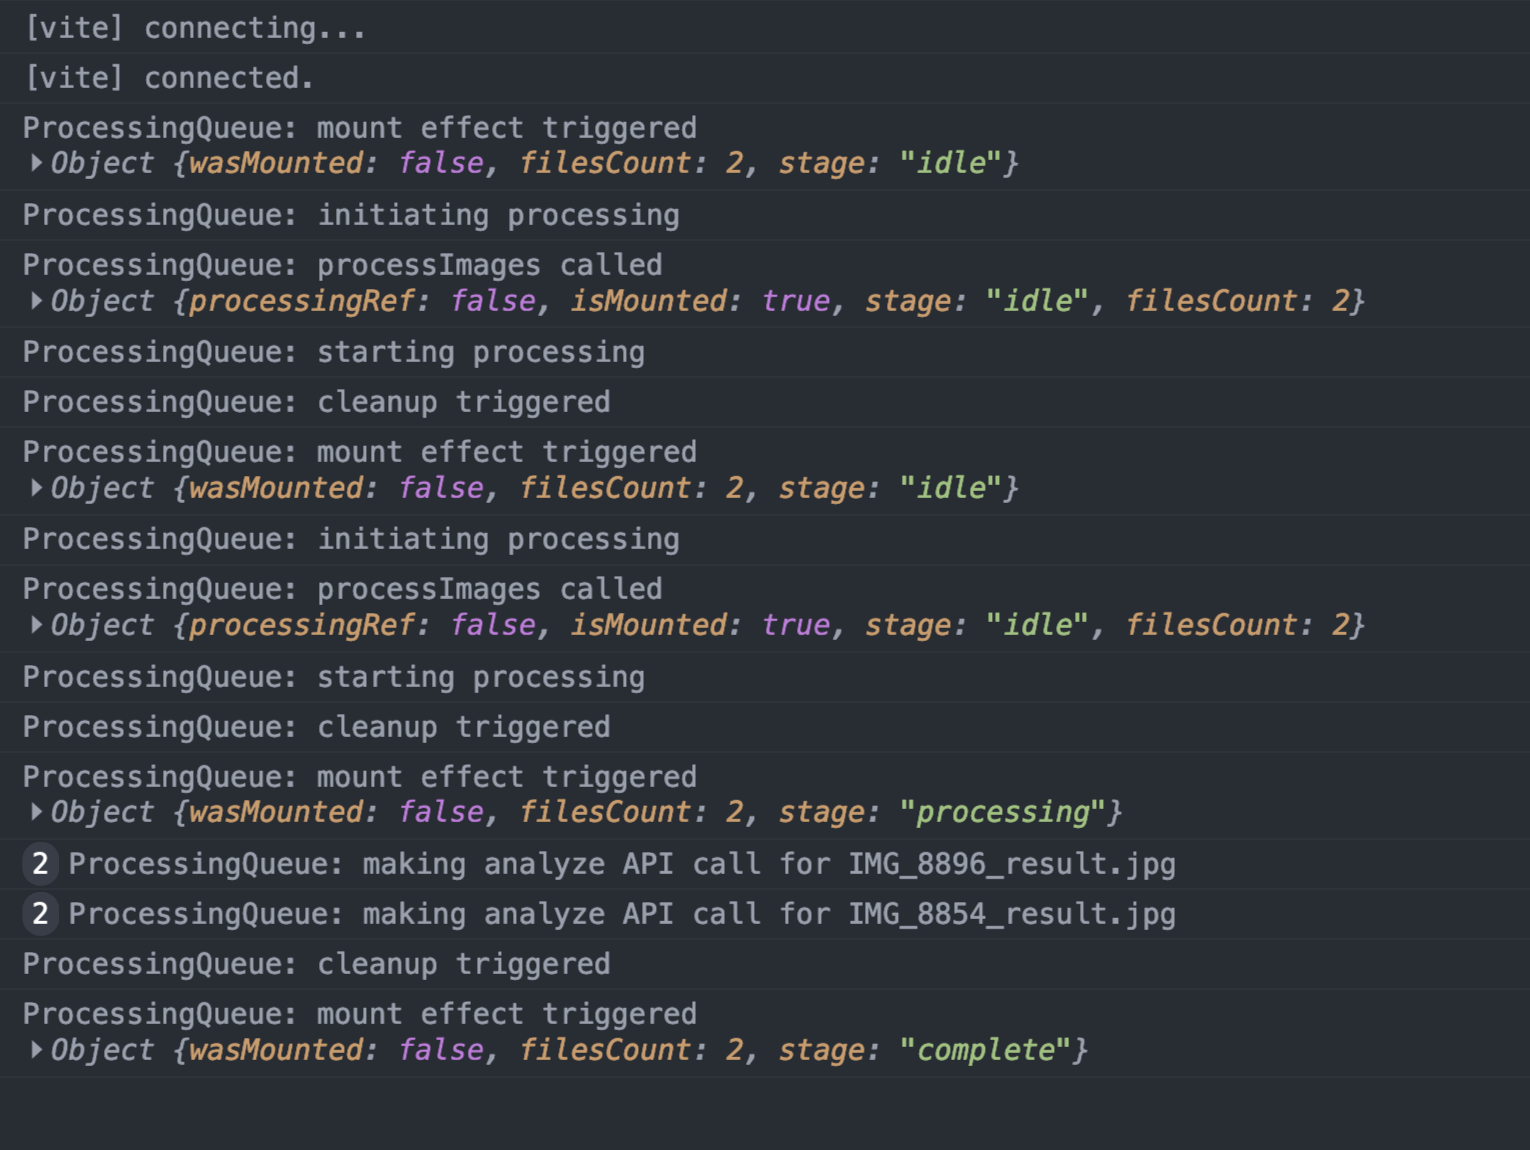 [vite] connecting...
[vite] connected.
ProcessingQueue: mount effect triggered
Object {wasMounted: false, filesCount: 2, stage: "idle"}
ProcessingQueue: initiating processing
ProcessingQueue: processImages called
Object {processingRef: false, isMounted: true, stage: "idle", filesCount: 2}
ProcessingQueue: starting processing
ProcessingQueue: cleanup triggered
ProcessingQueue: mount effect triggered
Object {wasMounted: false, filesCount: 2, stage: "idle"}
ProcessingQueue: initiating processing
ProcessingQueue: processImages called
Object {processingRef: false, isMounted: true, stage: "idle", filesCount: 2}
ProcessingQueue: starting processing
ProcessingQueue: cleanup triggered
ProcessingQueue: mount effect triggered
Object {wasMounted: false, filesCount: 2, stage: "processing"}
2 ProcessingQueue: making analyze API call for IMG_8896_result.jpg
2 ProcessingQueue: making analyze API call for IMG_8854_result.jpg
ProcessingQueue: cleanup triggered
ProcessingQueue: mount effect triggered
Object {wasMounted: false, filesCount: 2, stage: "complete"}